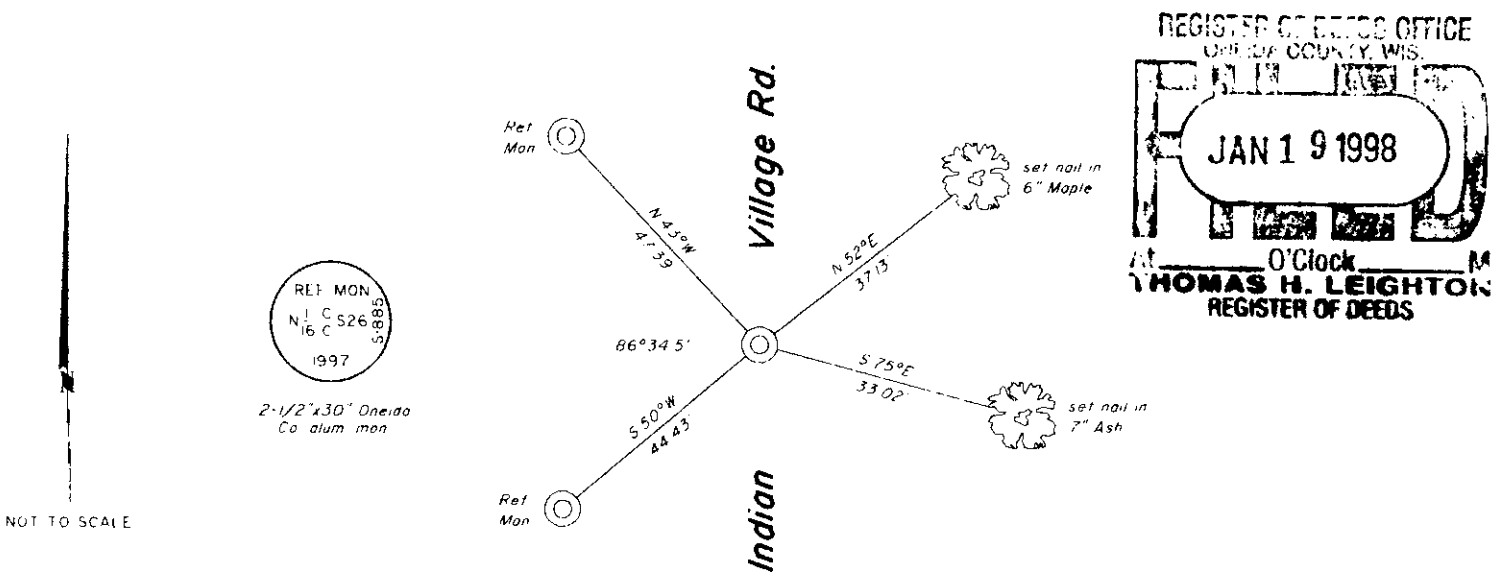 REGISTER OF DEEDS OFFICE
ONEIDA COUNTY, WIS.
JAN 19 1998
At O'Clock M
THOMAS H. LEIGHTON
REGISTER OF DEEDS
Village Rd.
Ref
Mon
N 43°W
47.39
set nail in
6" Maple
N 52°E
37.13'
REF MON
N 1/16 C C S26
S-885
1997
2-1/2"x30" Oneida
Co alum mon
86°34.5'
S 75°E
33.02'
set nail in
7" Ash
S 50°W
44.43'
Ref
Mon
Indian
N
NOT TO SCALE